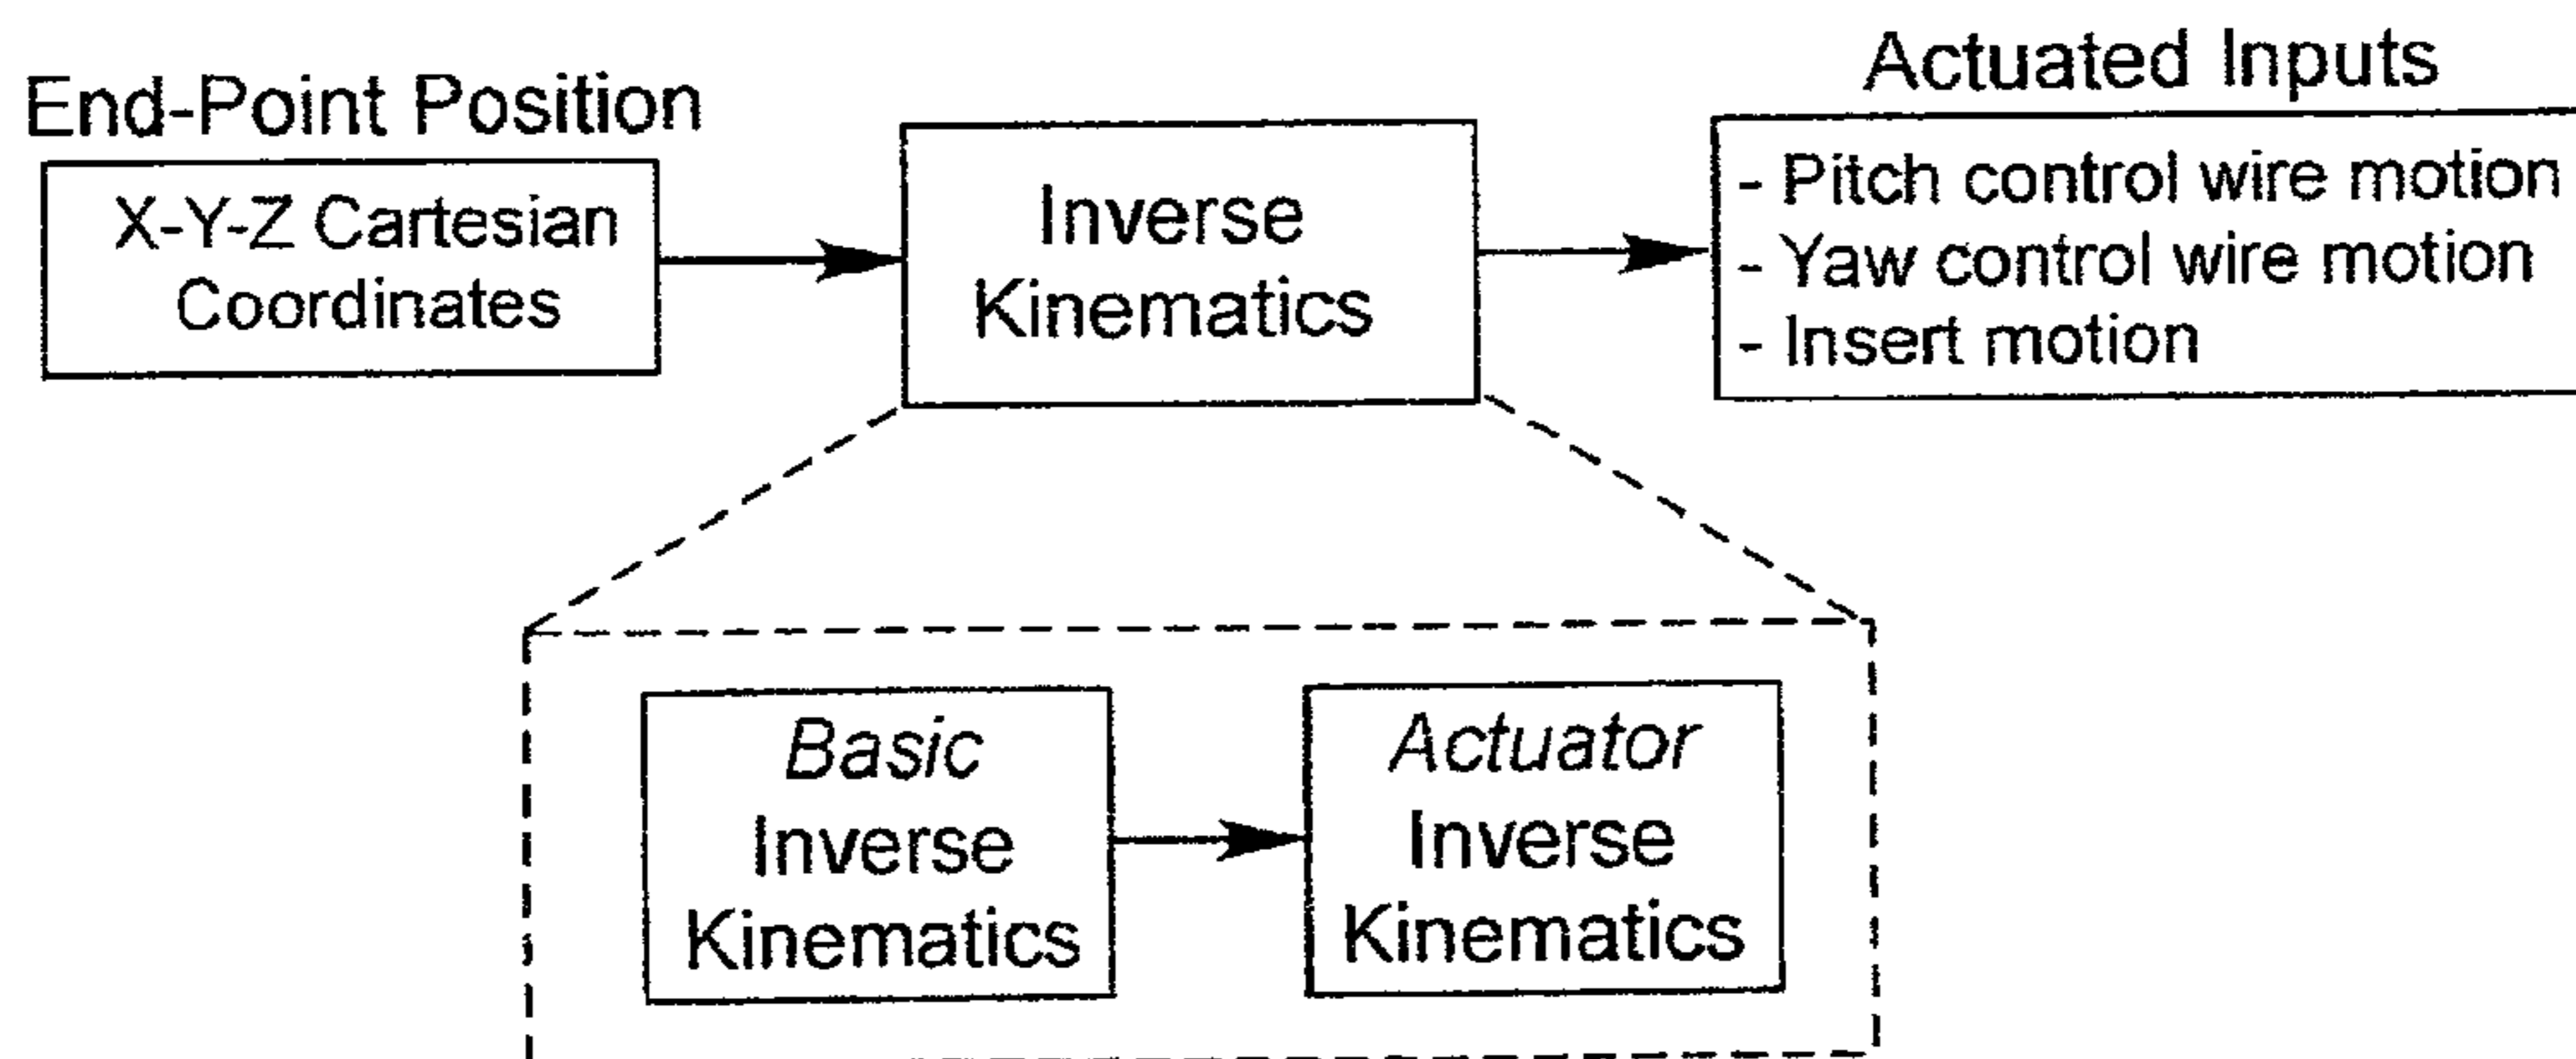 End-Point Position
X-Y-Z Cartesian
Coordinates
Inverse
Kinematics
Actuated Inputs
- Pitch control wire motion
- Yaw control wire motion
- Insert motion
Basic
Inverse
Kinematics
Actuator
Inverse
Kinematics